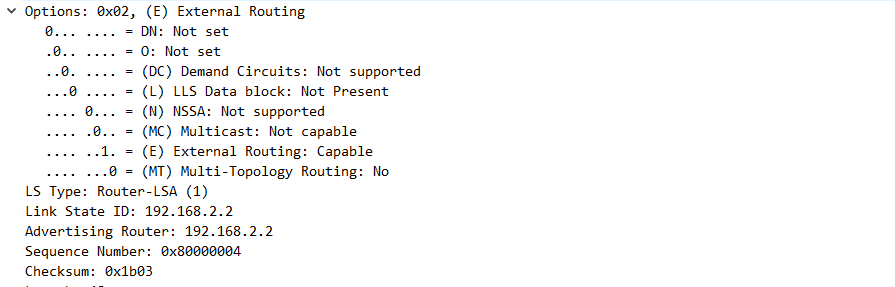 Options: 0x02, (E) External Routing
0... .... = DN: Not set
.0.. .... = O: Not set
..0. .... = (DC) Demand Circuits: Not supported
...0 .... = (L) LLS Data block: Not Present
.... 0... = (N) NSSA: Not supported
.... .0.. = (MC) Multicast: Not capable
.... ..1. = (E) External Routing: Capable
.... ...0 = (MT) Multi-Topology Routing: No
LS Type: Router-LSA (1)
Link State ID: 192.168.2.2
Advertising Router: 192.168.2.2
Sequence Number: 0x80000004
Checksum: 0x1b03